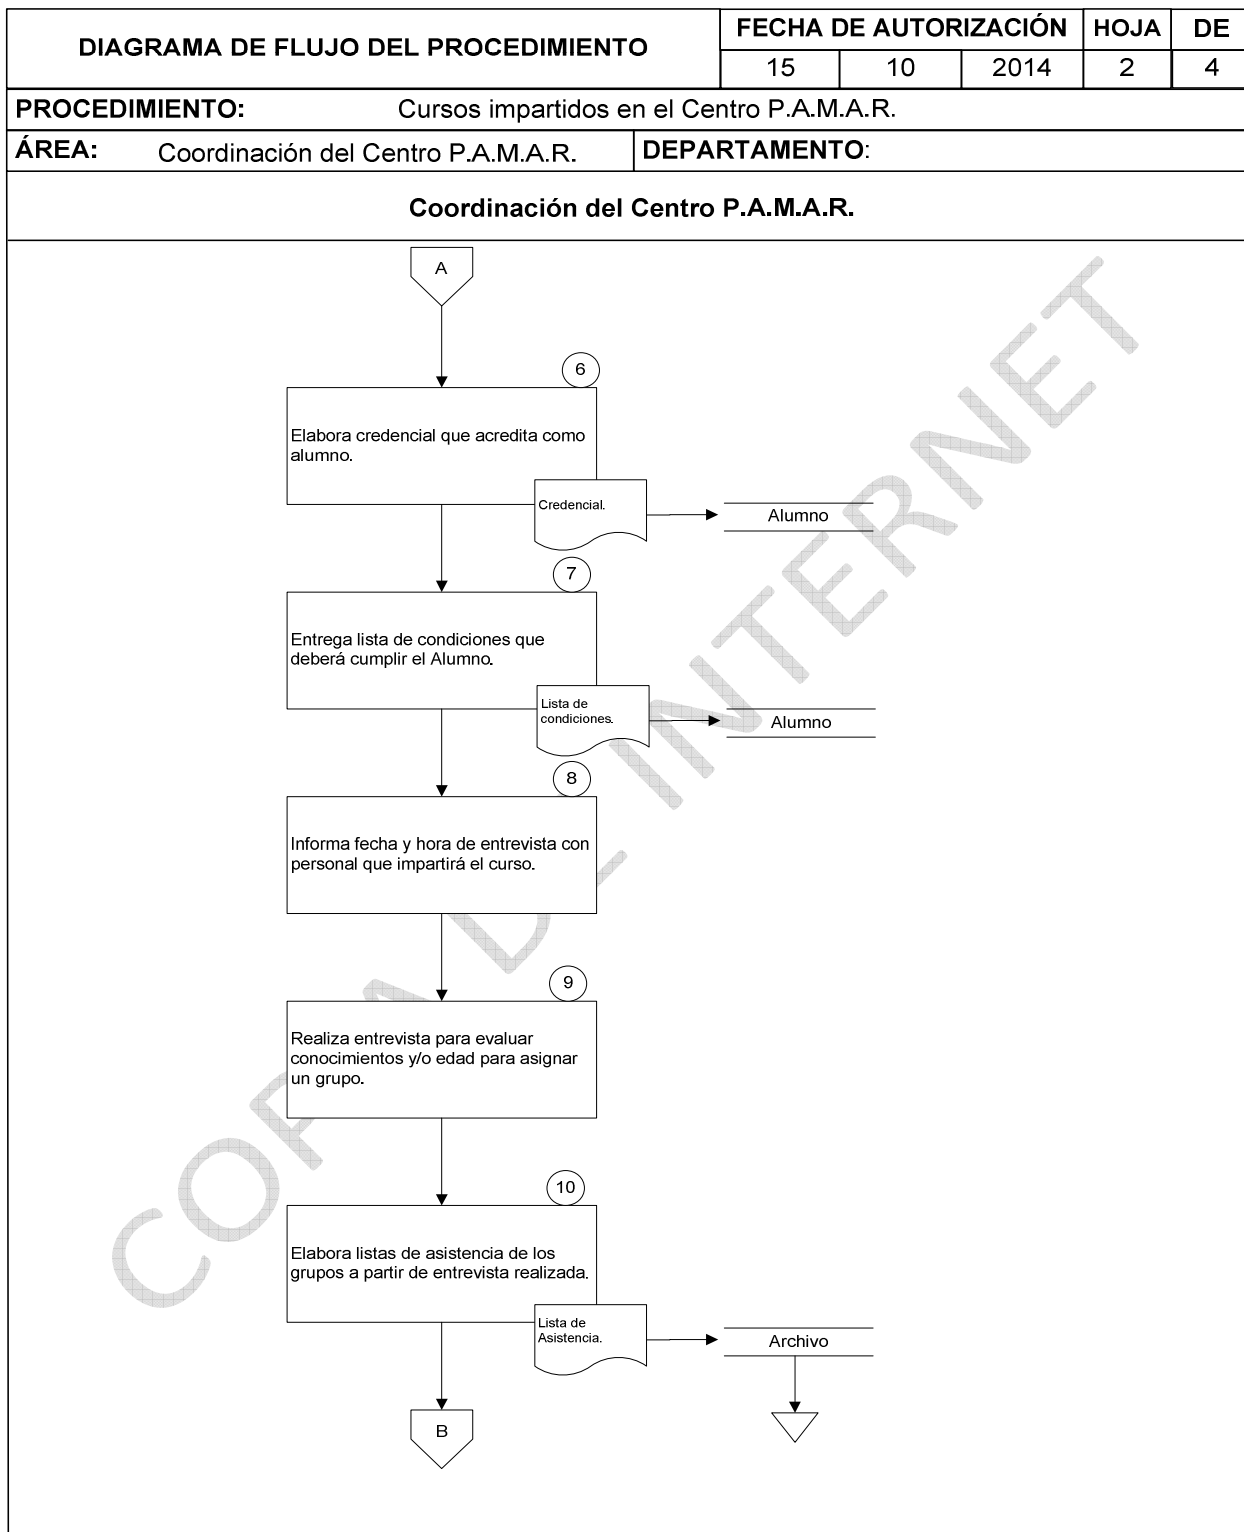 DIAGRAMA DE FLUJO DEL PROCEDIMIENTO
FECHA DE AUTORIZACIÓN HOJA DE
15 10 2014 2 4
PROCEDIMIENTO: Cursos impartidos en el Centro P.A.M.A.R.
ÁREA: Coordinación del Centro P.A.M.A.R. DEPARTAMENTO:
Coordinación del Centro P.A.M.A.R.
A
6
Elabora credencial que acredita como
alumno.
Credencial.
Alumno
7
Entrega lista de condiciones que
deberá cumplir el Alumno.
Lista de
condiciones.
Alumno
8
Informa fecha y hora de entrevista con
personal que impartirá el curso.
9
Realiza entrevista para evaluar
conocimientos y/o edad para asignar
un grupo.
10
Elabora listas de asistencia de los
grupos a partir de entrevista realizada.
Lista de
Asistencia.
Archivo
B
COPIA DE INTERNET